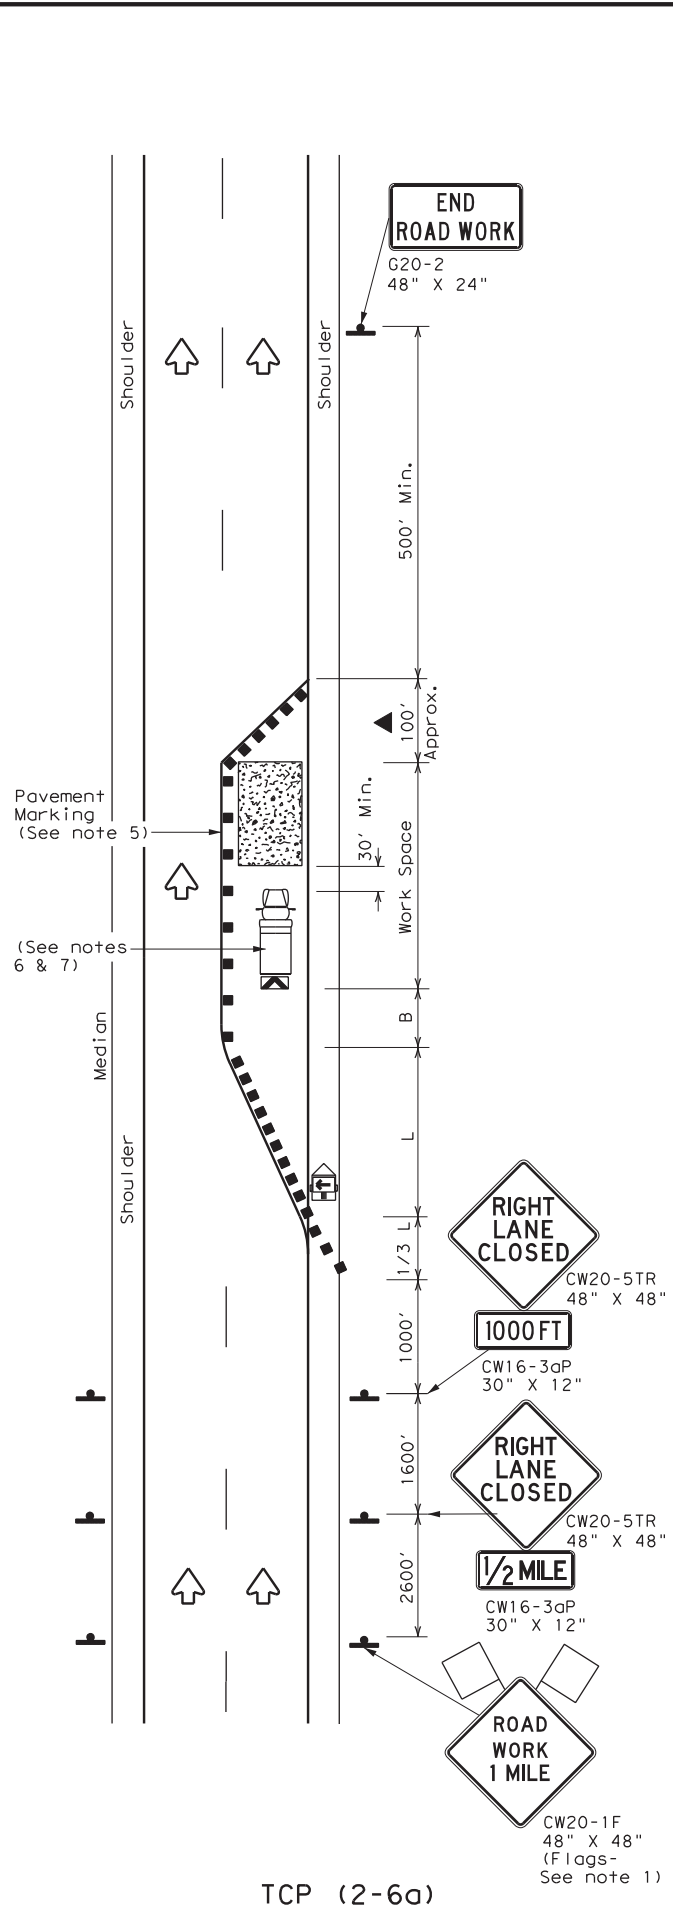 END
ROAD WORK
G20-2
48" X 24"
Shoulder
Shoulder
500' Min.
100'
Approx.
30' Min.
Work Space
Pavement
Marking
(See note 5)
(See notes
6 & 7)
B
Median
Shoulder
L
1/3 L
RIGHT
LANE
CLOSED
CW20-5TR
48" X 48"
1000 FT
CW16-3aP
30" X 12"
1000'
1600'
RIGHT
LANE
CLOSED
CW20-5TR
48" X 48"
1/2 MILE
CW16-3aP
30" X 12"
2600'
ROAD
WORK
1 MILE
CW20-1F
48" X 48"
(Flags-
See note 1)
TCP (2-6a)